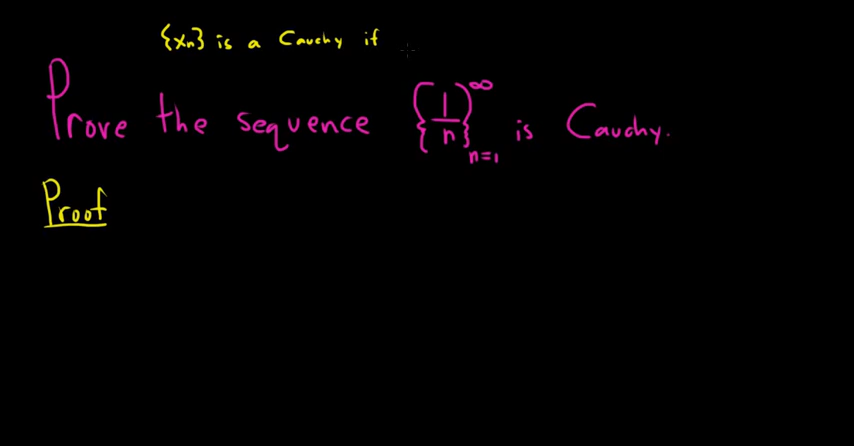 {xn} is a Cauchy if
Prove the sequence {1/n}^∞_{n=1} is Cauchy.
Proof